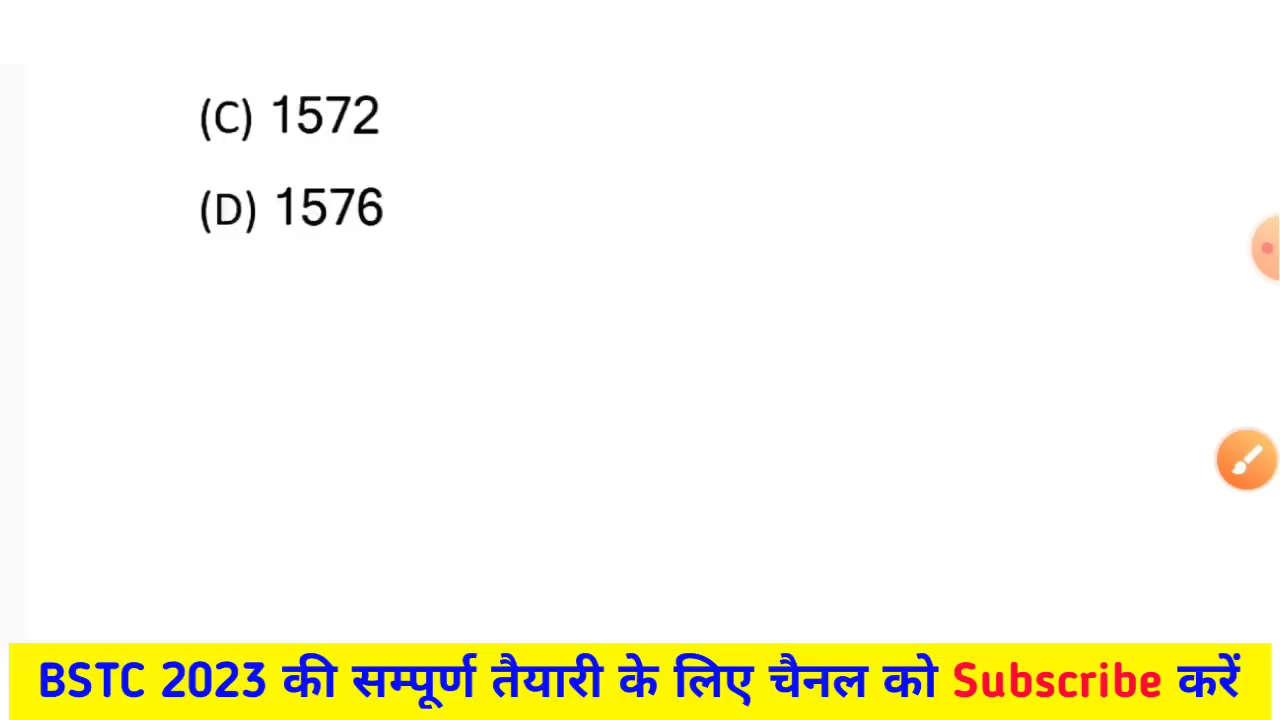 (C) 1572
(D) 1576
BSTC 2023 की सम्पूर्ण तैयारी के लिए चैनल को Subscribe करें